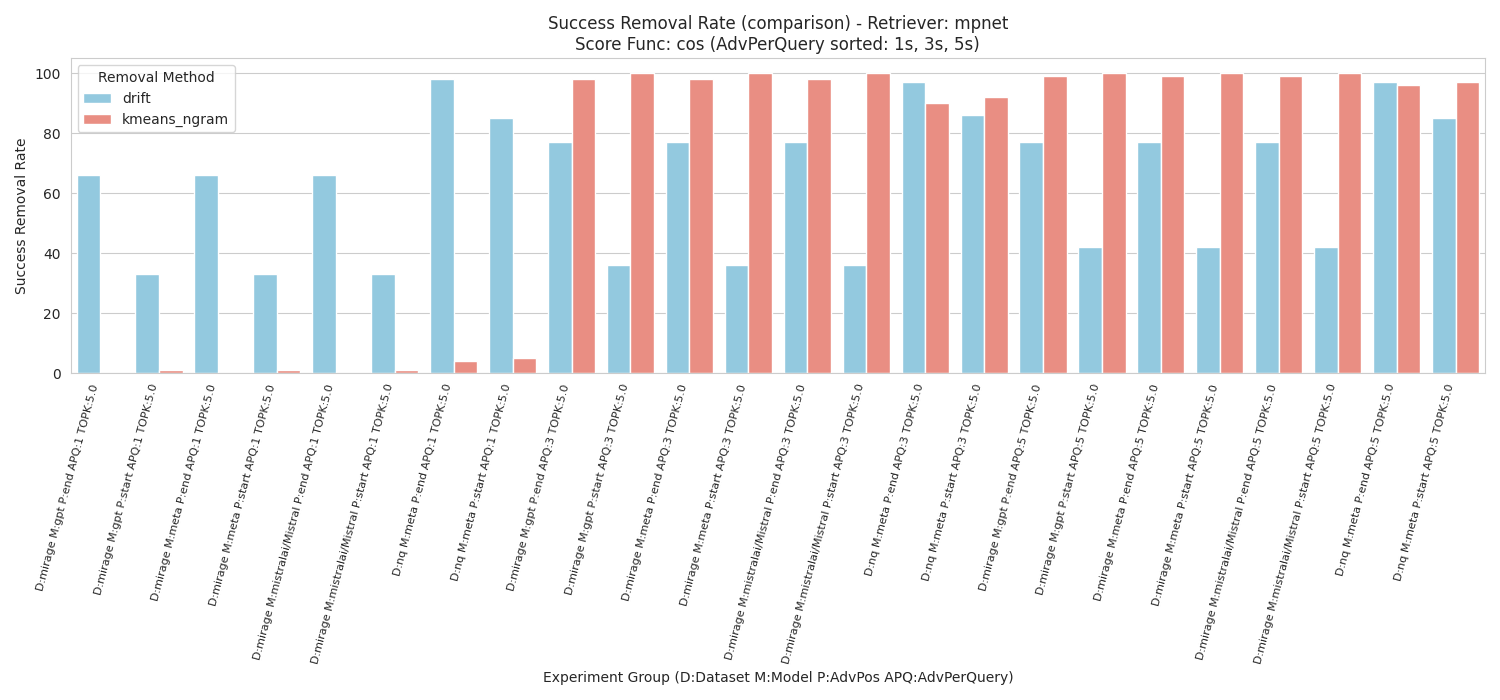 Success Removal Rate (comparison) - Retriever: mpnet
Score Func: cos (AdvPerQuery sorted: 1s, 3s, 5s)
Removal Method
drift
kmeans_ngram
Success Removal Rate
100
80
60
40
20
0
D:mirage M:gpt P:end APQ:1 TOPK:5.0
D:mirage M:gpt P:start APQ:1 TOPK:5.0
D:mirage M:meta P:end APQ:1 TOPK:5.0
D:mirage M:meta P:start APQ:1 TOPK:5.0
D:mirage M:mistralai/Mistral P:end APQ:1 TOPK:5.0
D:mirage M:mistralai/Mistral P:start APQ:1 TOPK:5.0
D:nq M:meta P:end APQ:1 TOPK:5.0
D:nq M:meta P:start APQ:1 TOPK:5.0
D:mirage M:gpt P:end APQ:3 TOPK:5.0
D:mirage M:gpt P:start APQ:3 TOPK:5.0
D:mirage M:meta P:end APQ:3 TOPK:5.0
D:mirage M:meta P:start APQ:3 TOPK:5.0
D:mirage M:mistralai/Mistral P:end APQ:3 TOPK:5.0
D:mirage M:mistralai/Mistral P:start APQ:3 TOPK:5.0
D:nq M:meta P:end APQ:3 TOPK:5.0
D:nq M:meta P:start APQ:3 TOPK:5.0
D:mirage M:gpt P:end APQ:5 TOPK:5.0
D:mirage M:gpt P:start APQ:5 TOPK:5.0
D:mirage M:meta P:end APQ:5 TOPK:5.0
D:mirage M:meta P:start APQ:5 TOPK:5.0
D:mirage M:mistralai/Mistral P:end APQ:5 TOPK:5.0
D:mirage M:mistralai/Mistral P:start APQ:5 TOPK:5.0
D:nq M:meta P:end APQ:5 TOPK:5.0
D:nq M:meta P:start APQ:5 TOPK:5.0
Experiment Group (D:Dataset M:Model P:AdvPos APQ:AdvPerQuery)